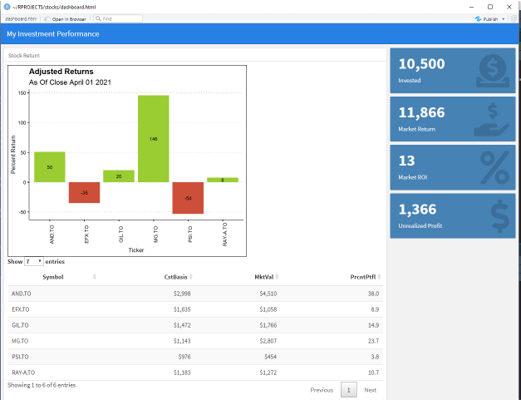 ~/RPROJECTS/stocks/dashboard.html
dashboard.html
Open in Browser
Find
Publish
My Investment Performance
Stock Return
Adjusted Returns
As Of Close April 01 2021
Percent Return
150
100
50
0
-50
50
-35
20
146
-54
8
AND.TO
EFX.TO
GIL.TO
MG.TO
PSI.TO
RAY-A.TO
Ticker
Show 7 entries
Symbol CstBasis MktVal PrcntPtfl
AND.TO $2,998 $4,510 38.0
EFX.TO $1,635 $1,058 8.9
GIL.TO $1,472 $1,766 14.9
MG.TO $1,143 $2,807 23.7
PSI.TO $976 $454 3.8
RAY-A.TO $1,183 $1,272 10.7
Showing 1 to 6 of 6 entries
Previous 1 Next
10,500
Invested
11,866
Market Return
13
Market ROI
1,366
Unrealized Profit